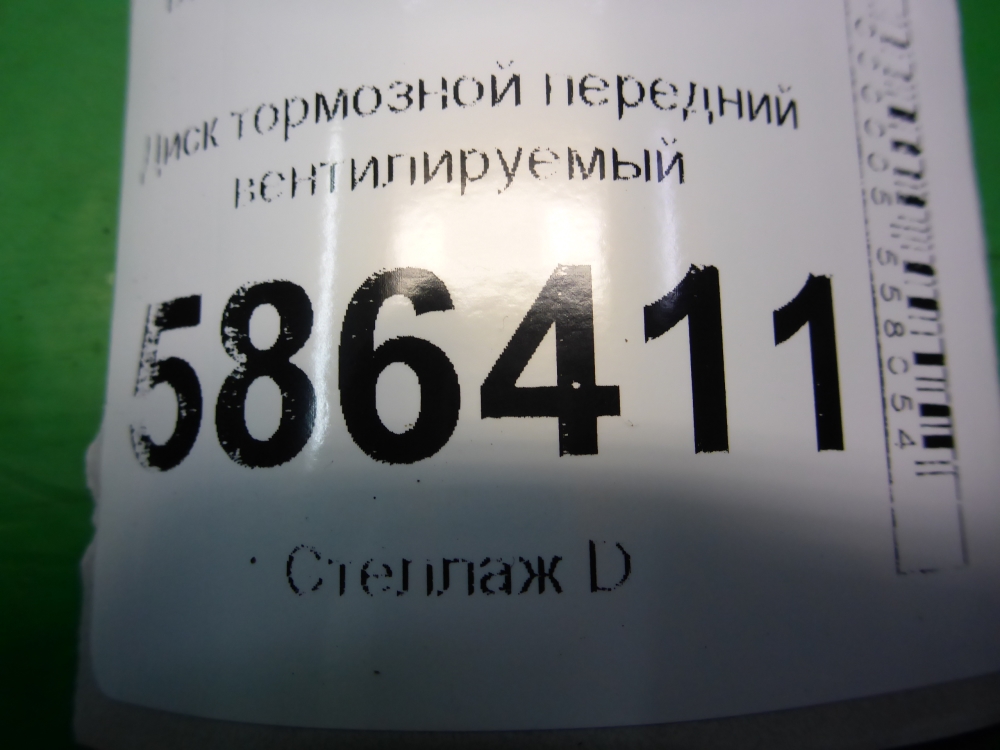 Диск тормозной передний
вентилируемый
586411
Стеллаж D